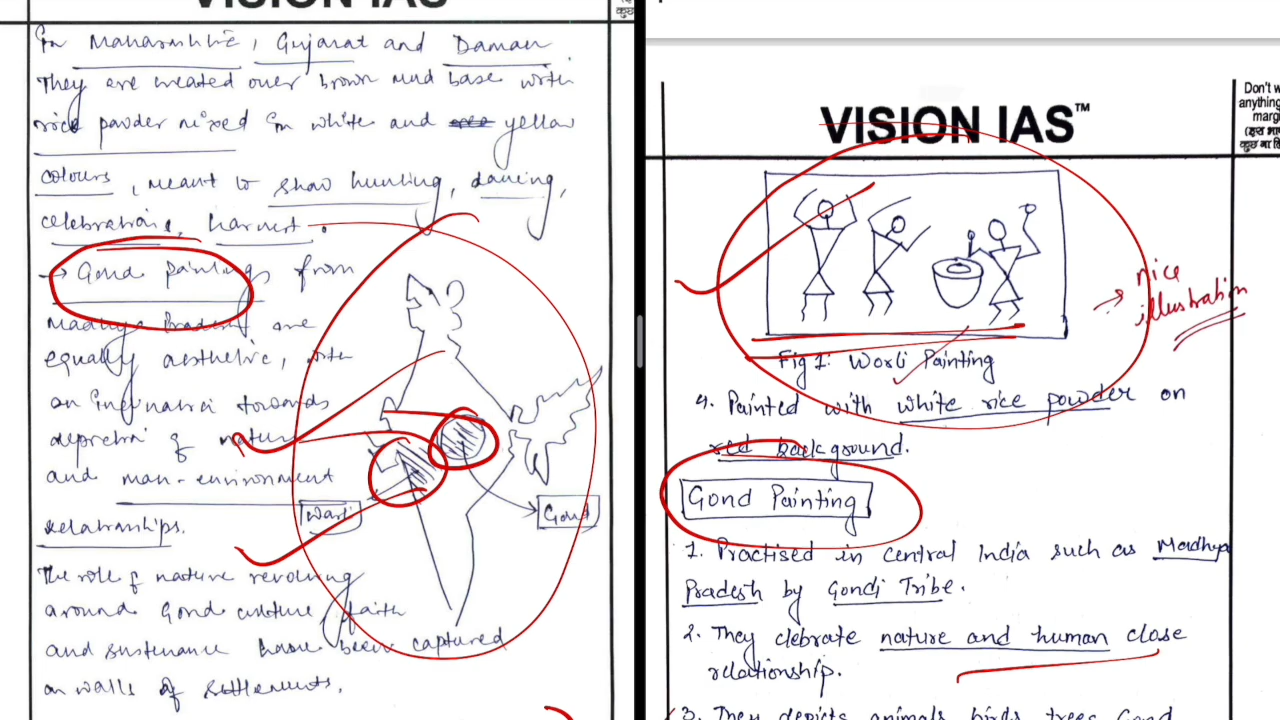 VISION IAS
In Maharashtra, Gujarat and Daman
They are created over brown mud base with
rice powder mixed in white and yellow
colours, meant to show hunting, dancing,
celebrations, harvest.
→ Gond paintings from
Madhya Pradesh are
equally aesthetic, with
an towards
of nature
and man-environment
relationships.
Warli
Gond
The role of nature revolving
around Gond culture, faith
and sustenance have been captured
on walls of settlements.
Don't w
anything
marg
VISION IAS™
nice
illustration
Fig 1: Worli Painting
4. Painted with white rice powder on
red background.
Gond Painting
1. Practised in central India such as Madhya
Pradesh by Gondi Tribe.
2. They clebrate nature and human close
relationship.
3. They depicts animals birds trees Gond